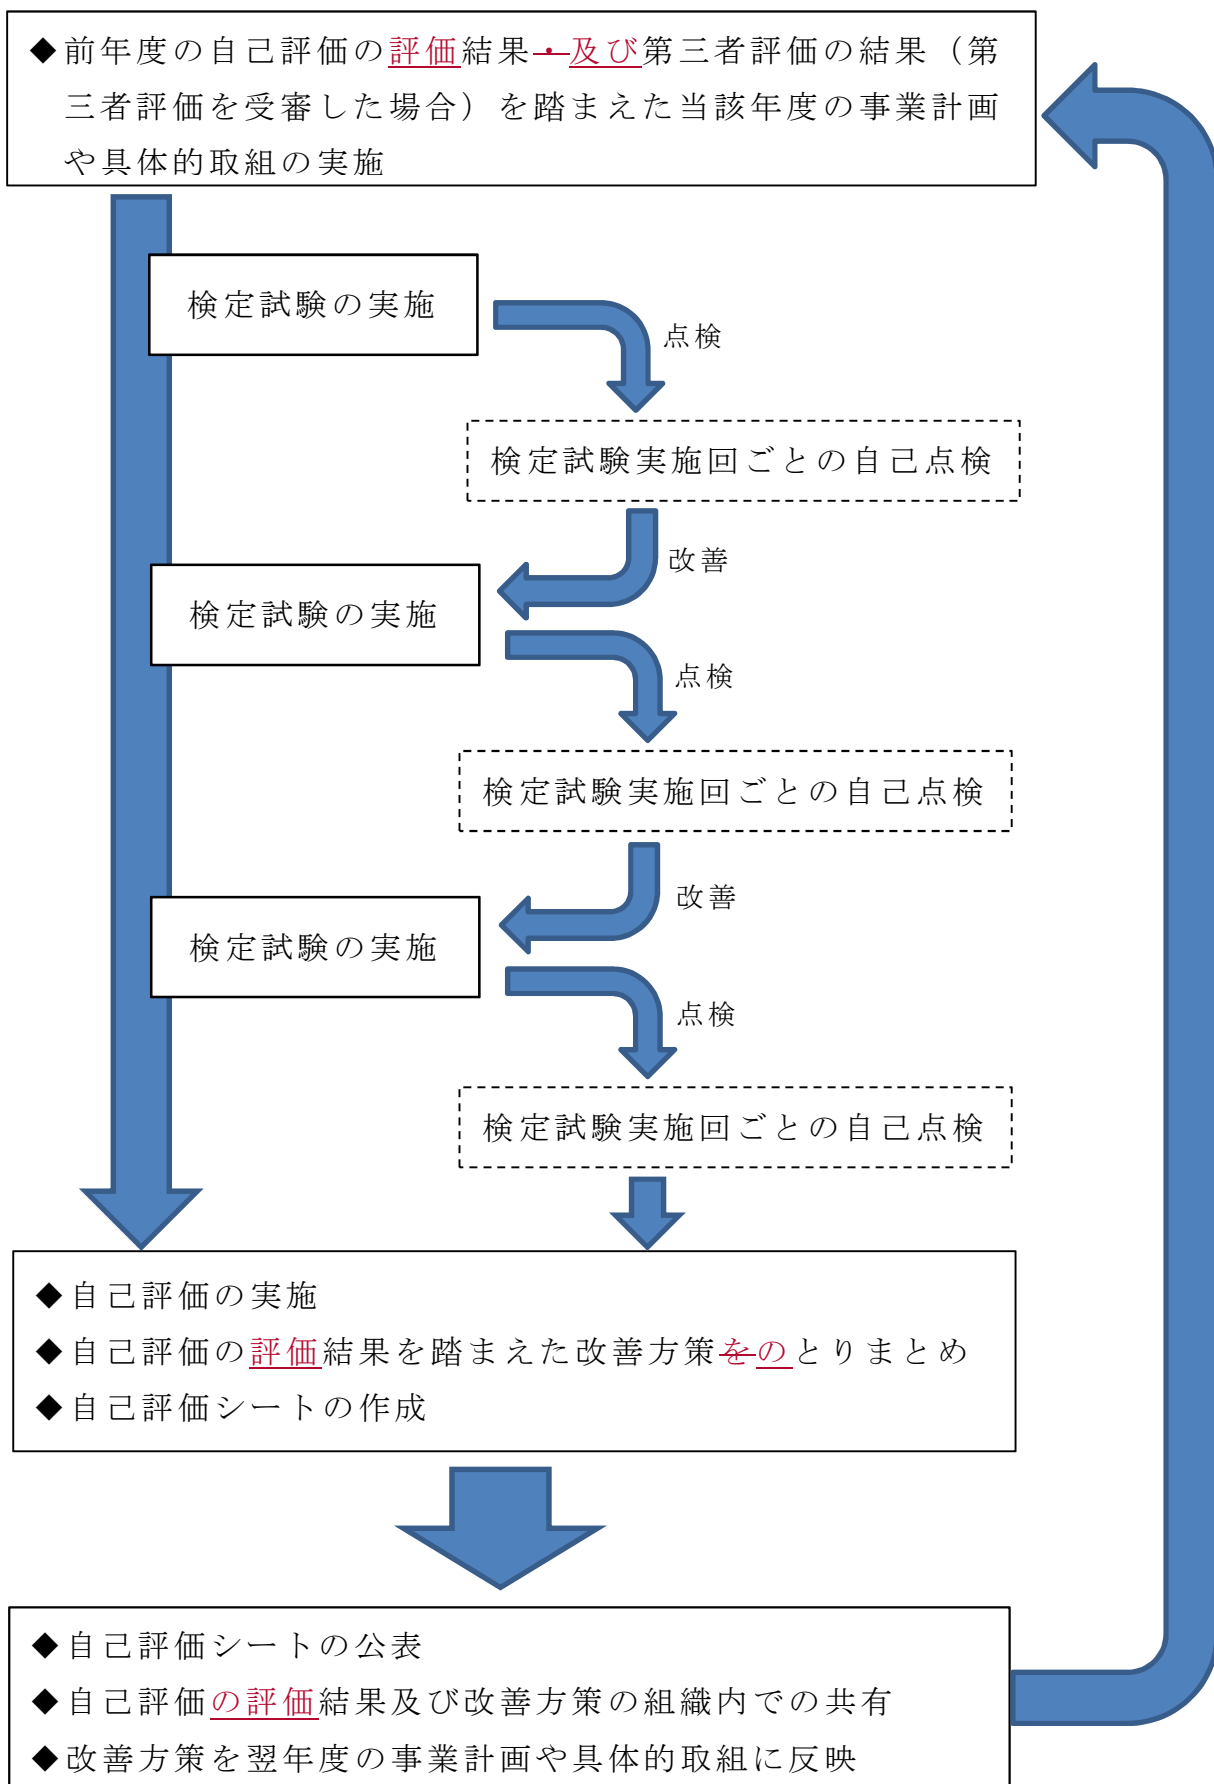 ◆前年度の自己評価の評価結果・及び第三者評価の結果（第
三者評価を受審した場合）を踏まえた当該年度の事業計画
や具体的取組の実施
検定試験の実施
点検
検定試験実施回ごとの自己点検
改善
検定試験の実施
点検
検定試験実施回ごとの自己点検
改善
検定試験の実施
点検
検定試験実施回ごとの自己点検
◆自己評価の実施
◆自己評価の評価結果を踏まえた改善方策をのとりまとめ
◆自己評価シートの作成
◆自己評価シートの公表
◆自己評価の評価結果及び改善方策の組織内での共有
◆改善方策を翌年度の事業計画や具体的取組に反映